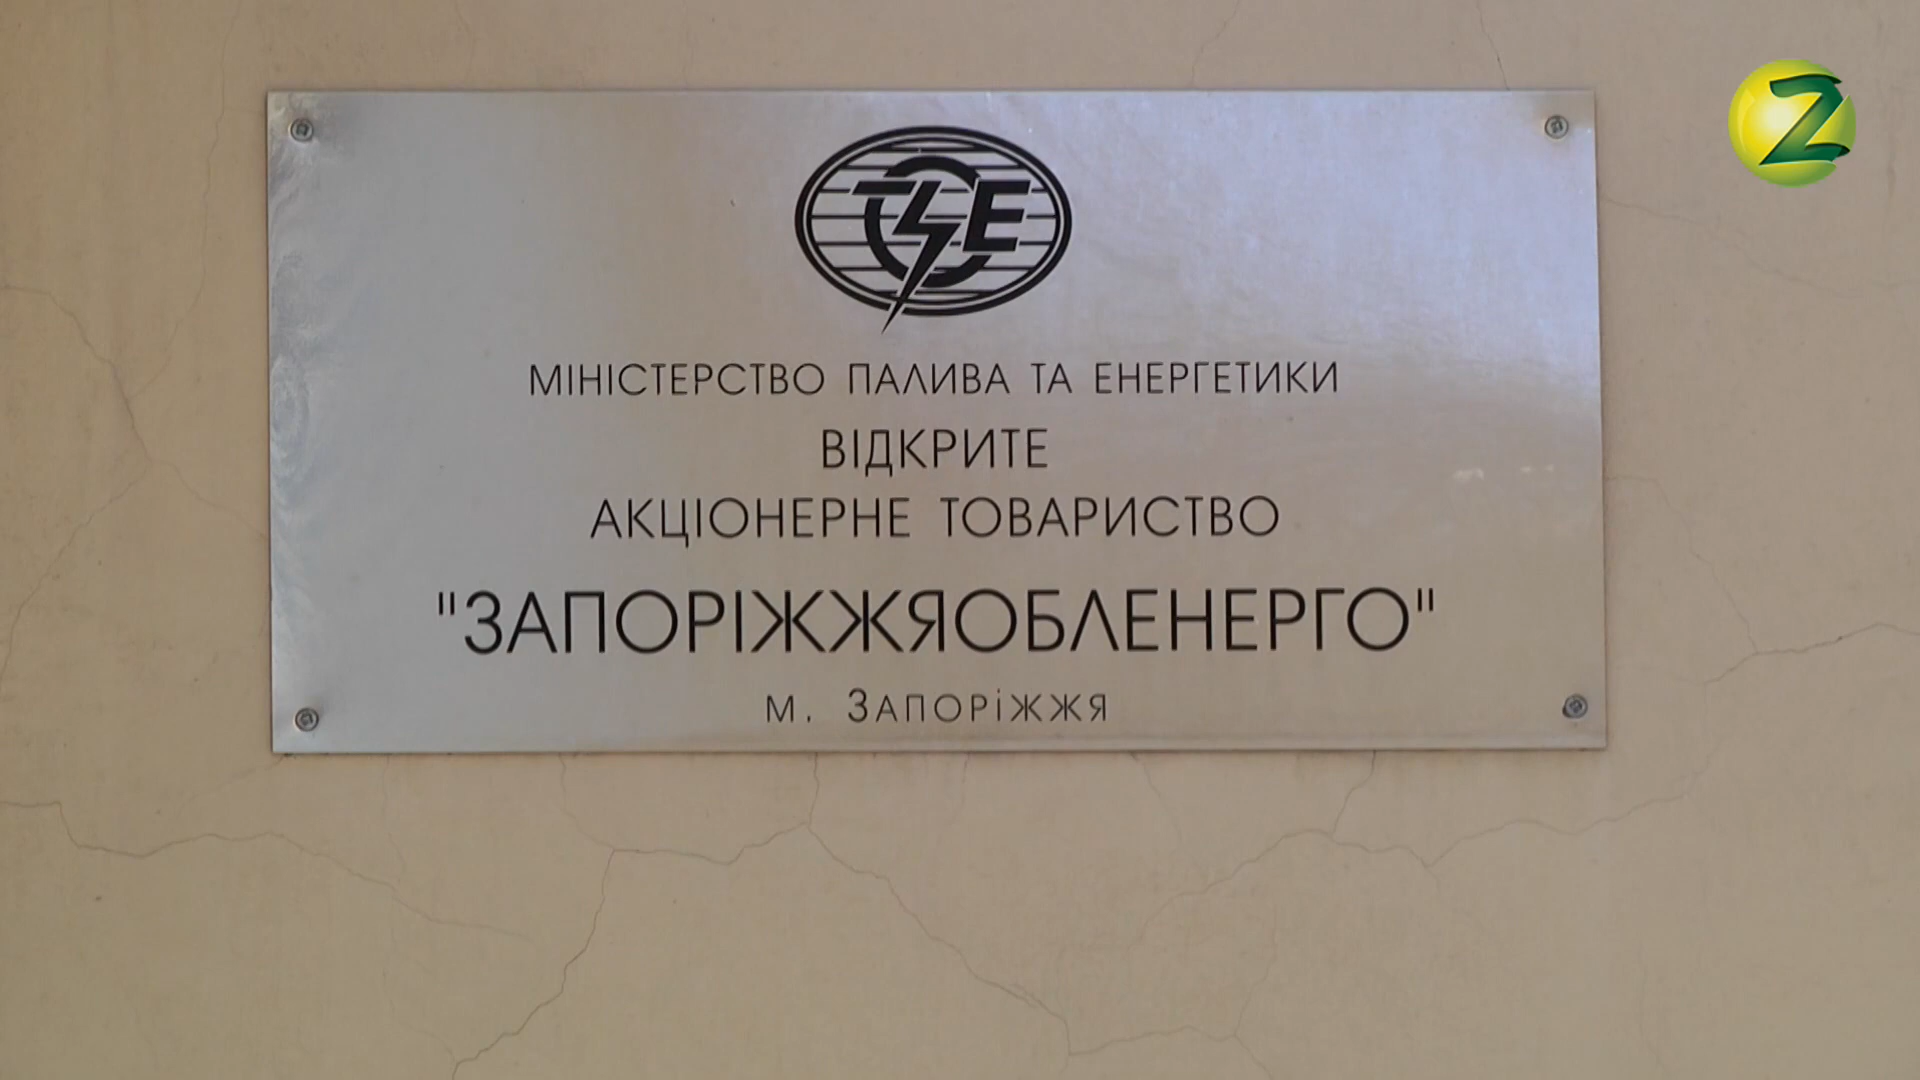 МІНІСТЕРСТВО ПАЛИВА ТА ЕНЕРГЕТИКИ
ВІДКРИТЕ
АКЦІОНЕРНЕ ТОВАРИСТВО
"ЗАПОРІЖЖЯОБЛЕНЕРГО"
м. Запоріжжя
Z